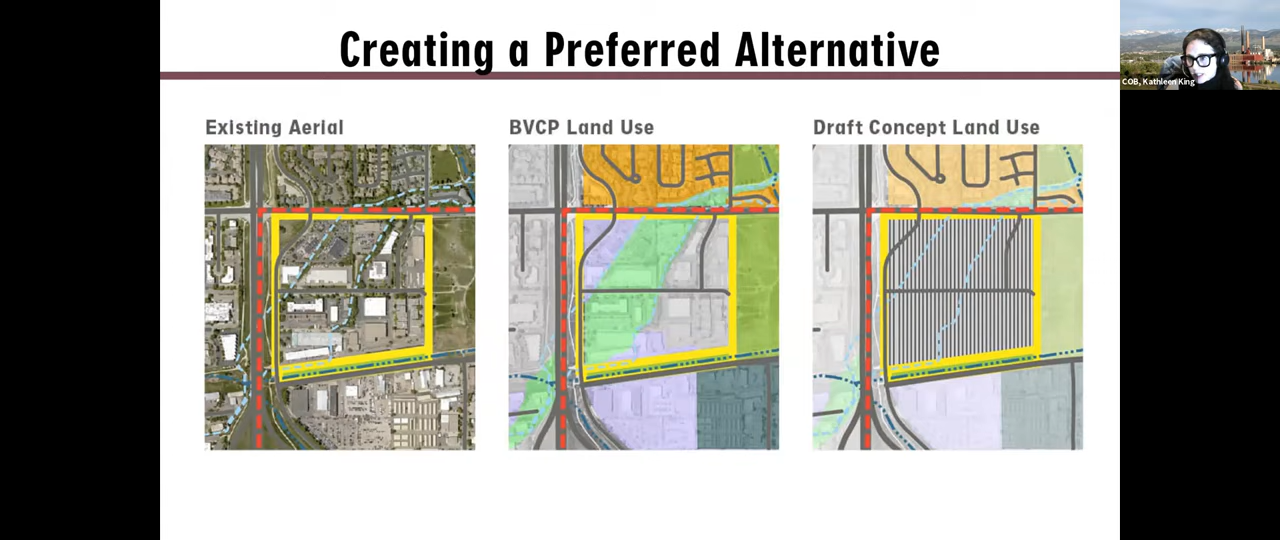 Creating a Preferred Alternative
COB, Kathleen King
Existing Aerial
BVCP Land Use
Draft Concept Land Use